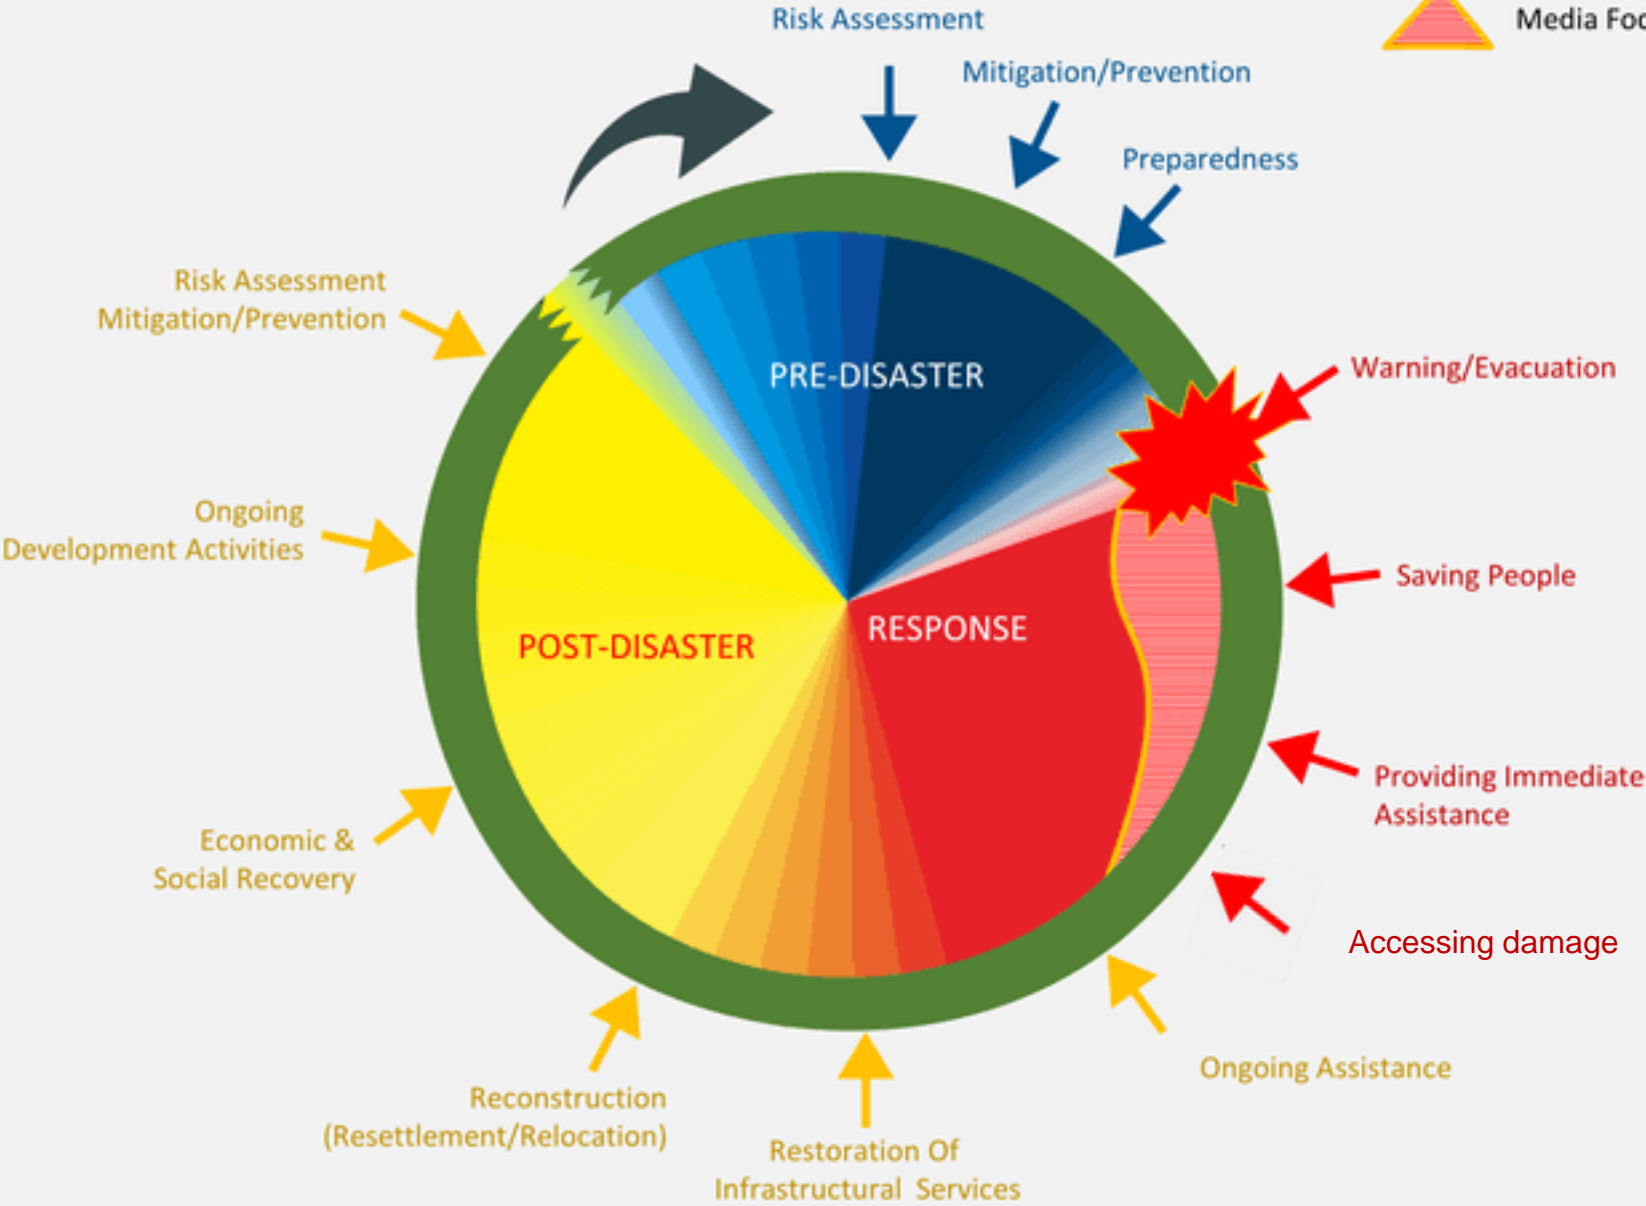 Risk Assessment
Media Foc
Mitigation/Prevention
Preparedness
Risk Assessment
Mitigation/Prevention
Warning/Evacuation
PRE-DISASTER
Ongoing
Development Activities
Saving People
RESPONSE
POST-DISASTER
Providing Immediate
Assistance
Economic &
Social Recovery
Accessing damage
Ongoing Assistance
Reconstruction
(Resettlement/Relocation)
Restoration Of
Infrastructural Services